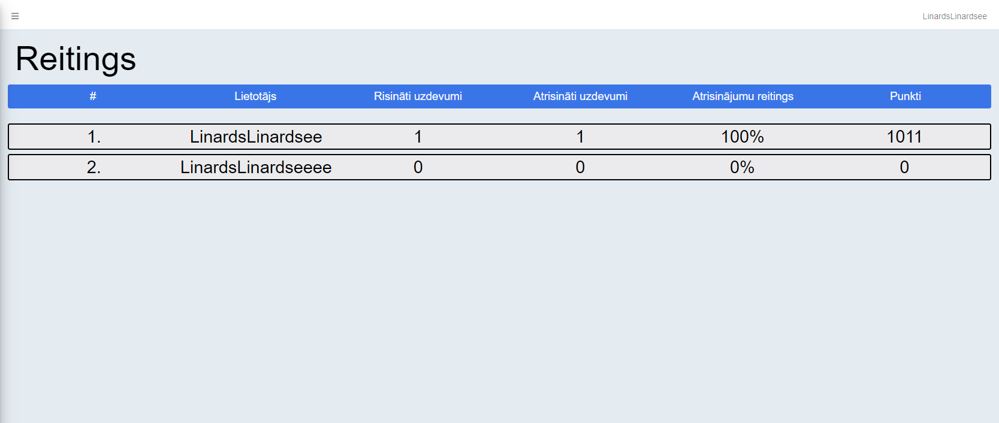 LinardsLinardsee
Reitings
# Lietotājs Risināti uzdevumi Atrisināti uzdevumi Atrisinājumu reitings Punkti
1. LinardsLinardsee 1 1 100% 1011
2. LinardsLinardseeee 0 0 0% 0